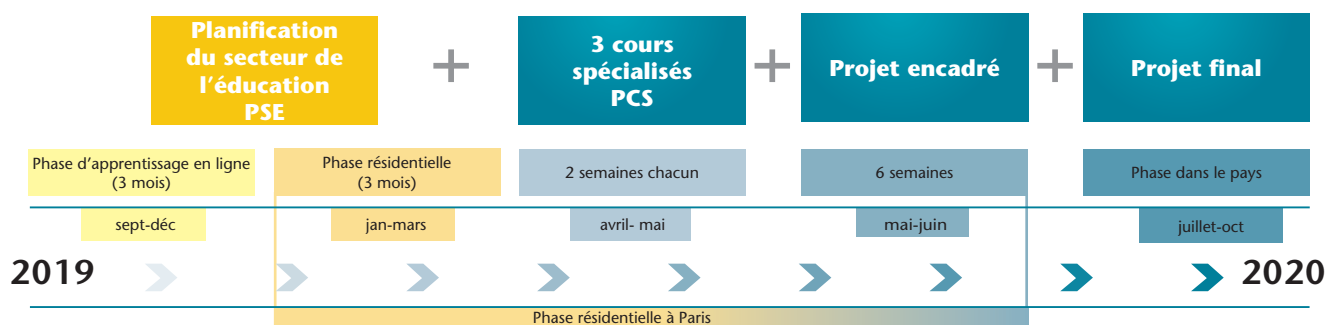 Planification
du secteur de
l’éducation
PSE
+
3 cours
spécialisés
PCS
+
Projet encadré
+
Projet final
Phase d’apprentissage en ligne
(3 mois)
Phase résidentielle
(3 mois)
2 semaines chacun
6 semaines
Phase dans le pays
sept-déc
jan-mars
avril- mai
mai-juin
juillet-oct
2019
2020
Phase résidentielle à Paris